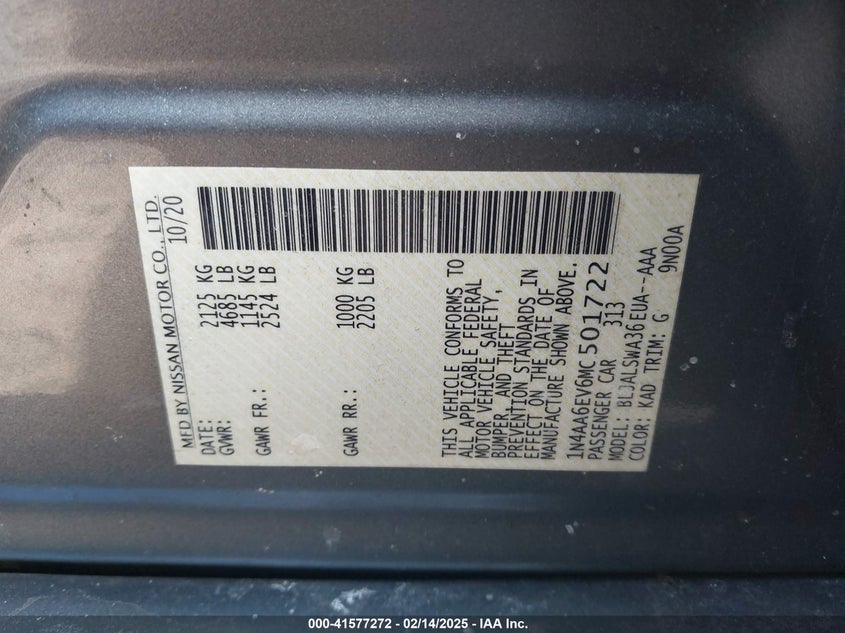 MFD BY NISSAN MOTOR CO., LTD.
DATE: 10/20
GVWR: 2125 KG
4685 LB
GAWR FR.: 1145 KG
2524 LB
GAWR RR.: 1000 KG
2205 LB
THIS VEHICLE CONFORMS TO
ALL APPLICABLE FEDERAL
MOTOR VEHICLE SAFETY,
BUMPER, AND THEFT
PREVENTION STANDARDS IN
EFFECT ON THE DATE OF
MANUFACTURE SHOWN ABOVE.
1N4AA6EV6MC501722
PASSENGER CAR 313
MODEL: BLJALSWA36EUA--AAA
COLOR: KAD TRIM: G 9N00A
000-41577272 - 02/14/2025 - IAA Inc.